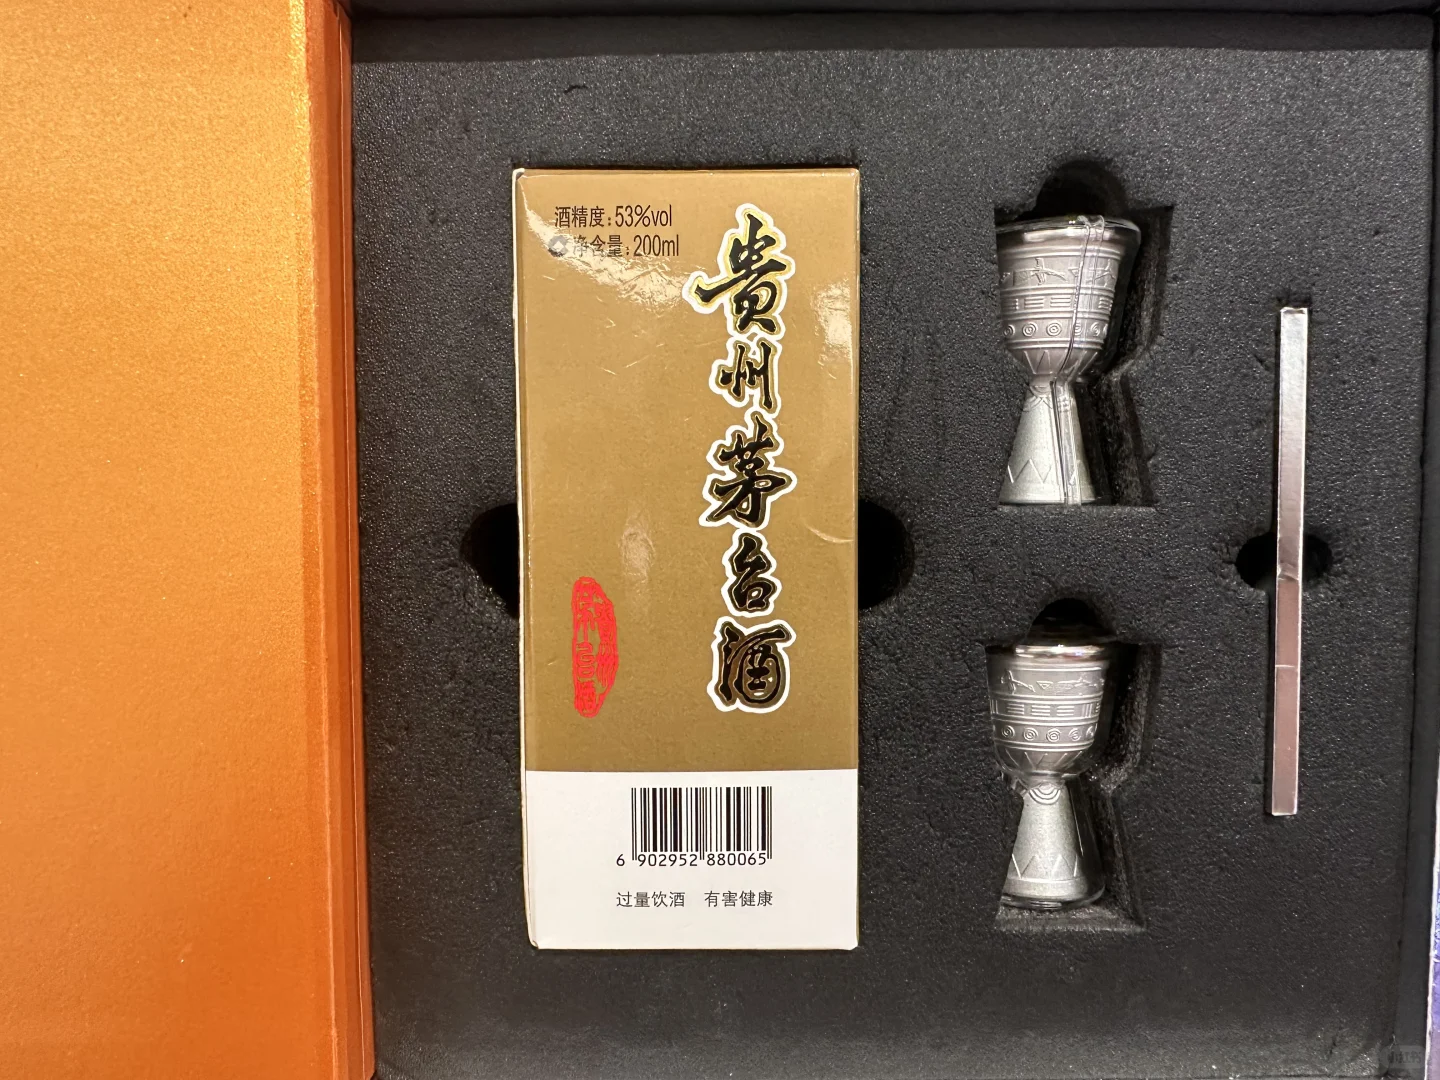 酒精度:53%vol
净含量:200ml
贵州茅台酒
6 902952 880065
过量饮酒 有害健康